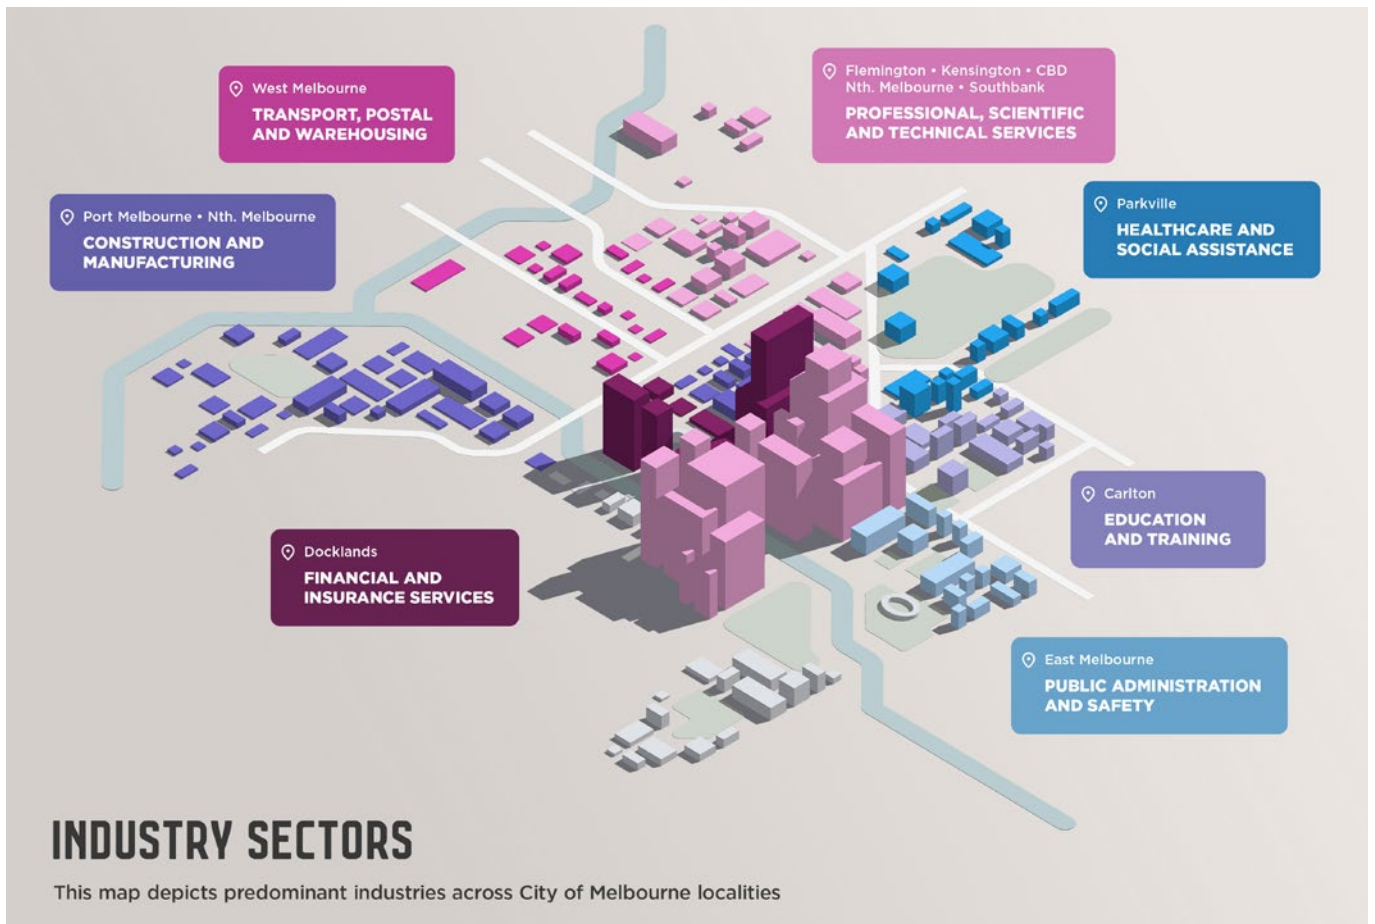 West Melbourne
TRANSPORT, POSTAL
AND WAREHOUSING
Flemington • Kensington • CBD
Nth. Melbourne • Southbank
PROFESSIONAL, SCIENTIFIC
AND TECHNICAL SERVICES
Port Melbourne • Nth. Melbourne
CONSTRUCTION AND
MANUFACTURING
Parkville
HEALTHCARE AND
SOCIAL ASSISTANCE
Carlton
EDUCATION
AND TRAINING
Docklands
FINANCIAL AND
INSURANCE SERVICES
East Melbourne
PUBLIC ADMINISTRATION
AND SAFETY
INDUSTRY SECTORS
This map depicts predominant industries across City of Melbourne localities